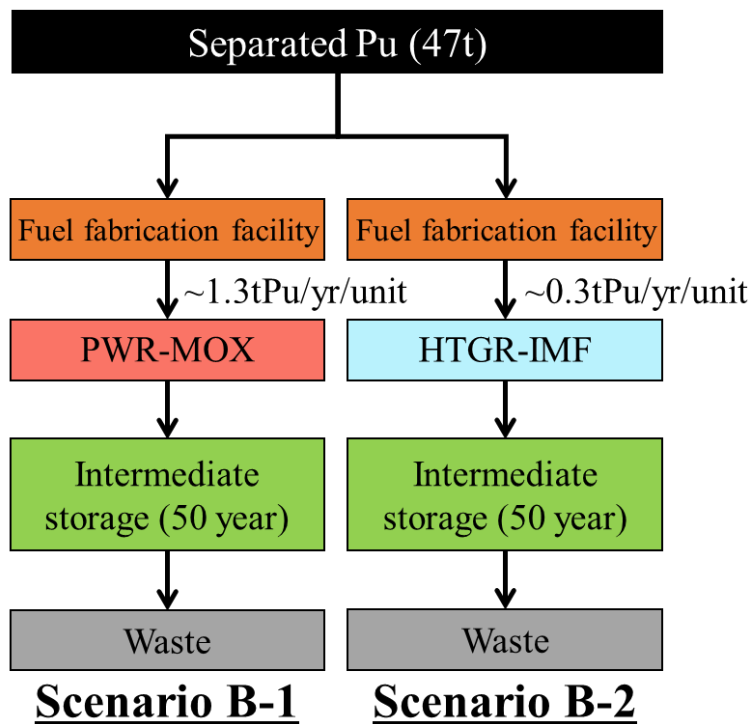 Separated Pu (47t)
Fuel fabrication facility
Fuel fabrication facility
~1.3tPu/yr/unit
~0.3tPu/yr/unit
PWR-MOX
HTGR-IMF
Intermediate
storage (50 year)
Intermediate
storage (50 year)
Waste
Waste
Scenario B-1
Scenario B-2